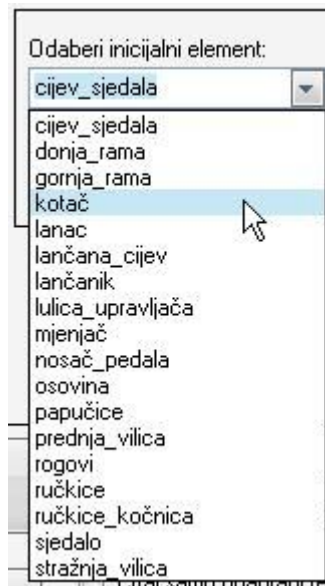 Odaberi inicijalni element:
cijev_sjedala
cijev_sjedala
donja_rama
gornja_rama
kotač
lanac
lančana_cijev
lančanik
lulica_upravljača
mjenjač
nosač_pedala
osovina
papučice
prednja_vilica
rogovi
ručkice
ručkice_kočnica
sjedalo
stražnja_vilica